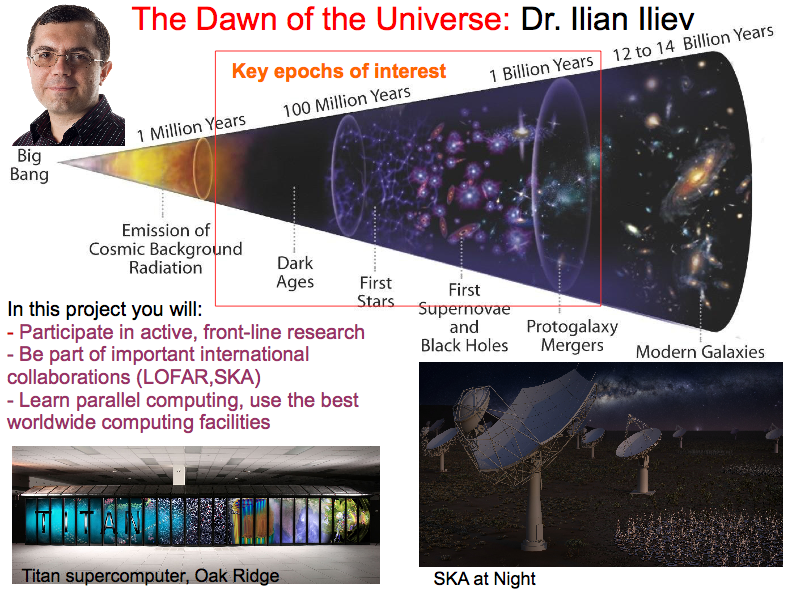 The Dawn of the Universe: Dr. Ilian Iliev
Key epochs of interest
1 Million Years
100 Million Years
1 Billion Years
12 to 14 Billion Years
Big
Bang
Emission of
Cosmic Background
Radiation
Dark
Ages
First
Stars
First
Supernovae
and
Black Holes
Protogalaxy
Mergers
Modern Galaxies
In this project you will:
- Participate in active, front-line research
- Be part of important international
collaborations (LOFAR,SKA)
- Learn parallel computing, use the best
worldwide computing facilities
TITAN
Titan supercomputer, Oak Ridge
SKA at Night